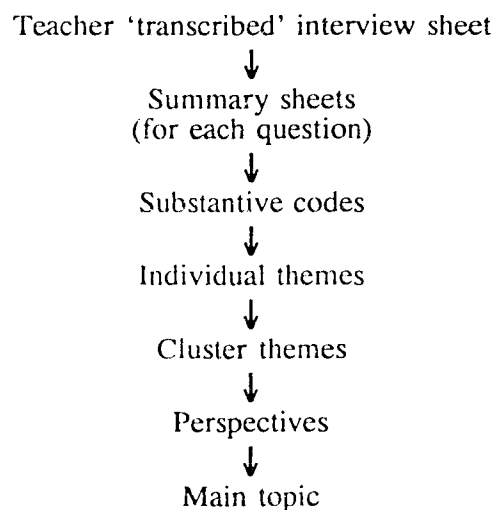 Teacher ‘transcribed’ interview sheet
↓
Summary sheets
(for each question)
↓
Substantive codes
↓
Individual themes
↓
Cluster themes
↓
Perspectives
↓
Main topic